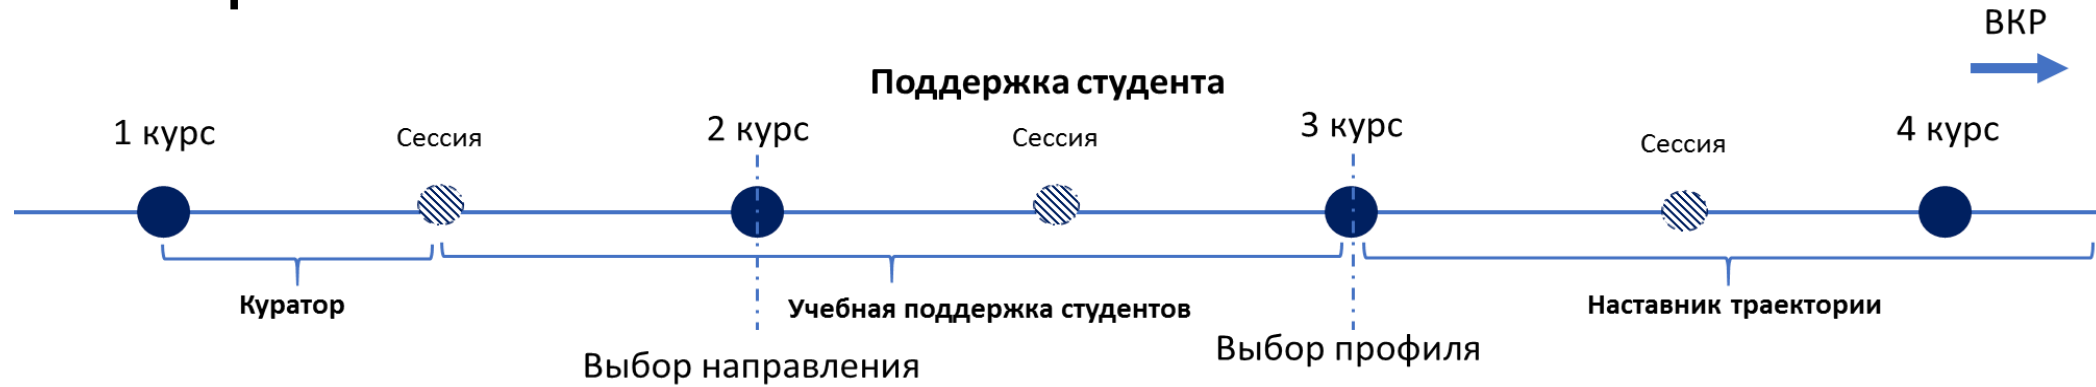 ВКР
Поддержка студента
1 курс
Сессия
2 курс
Сессия
3 курс
Сессия
4 курс
Куратор
Учебная поддержка студентов
Наставник траектории
Выбор направления
Выбор профиля